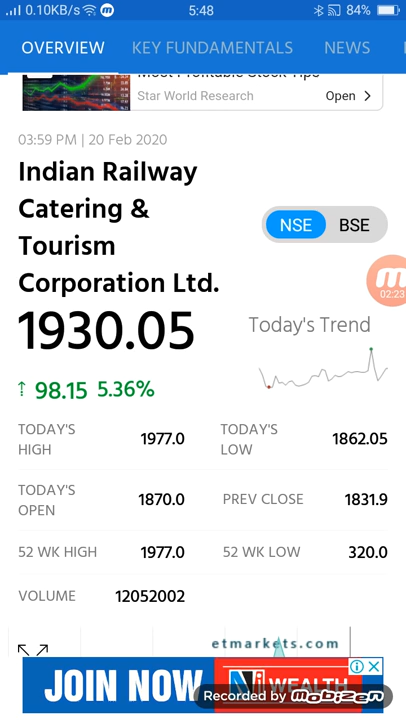 0.10KB/s 5:48 84%
OVERVIEW KEY FUNDAMENTALS NEWS
Most Profitable Stock Tips
Star World Research Open
03:59 PM | 20 Feb 2020
Indian Railway
Catering &
Tourism
Corporation Ltd.
NSE BSE
02:23
1930.05
Today's Trend
98.15 5.36%
TODAY'S HIGH 1977.0
TODAY'S LOW 1862.05
TODAY'S OPEN 1870.0
PREV CLOSE 1831.9
52 WK HIGH 1977.0
52 WK LOW 320.0
VOLUME 12052002
etmarkets.com
JOIN NOW
WEALTH
Recorded by mobizen